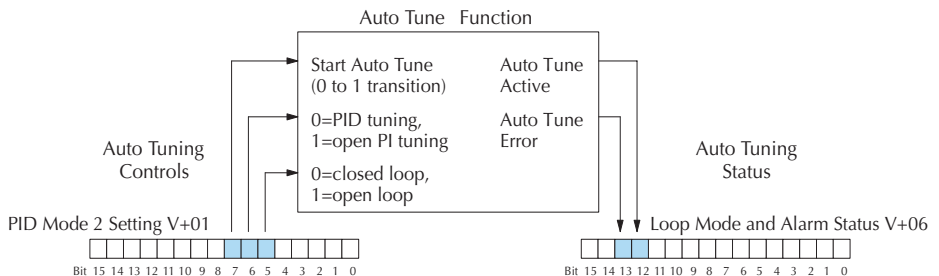 Auto Tune Function
Start Auto Tune
(0 to 1 transition)
Auto Tune
Active
0=PID tuning,
1=open PI tuning
Auto Tune
Error
0=closed loop,
1=open loop
Auto Tuning
Controls
Auto Tuning
Status
PID Mode 2 Setting V+01
Loop Mode and Alarm Status V+06
Bit 15 14 13 12 11 10 9 8 7 6 5 4 3 2 1 0
Bit 15 14 13 12 11 10 9 8 7 6 5 4 3 2 1 0